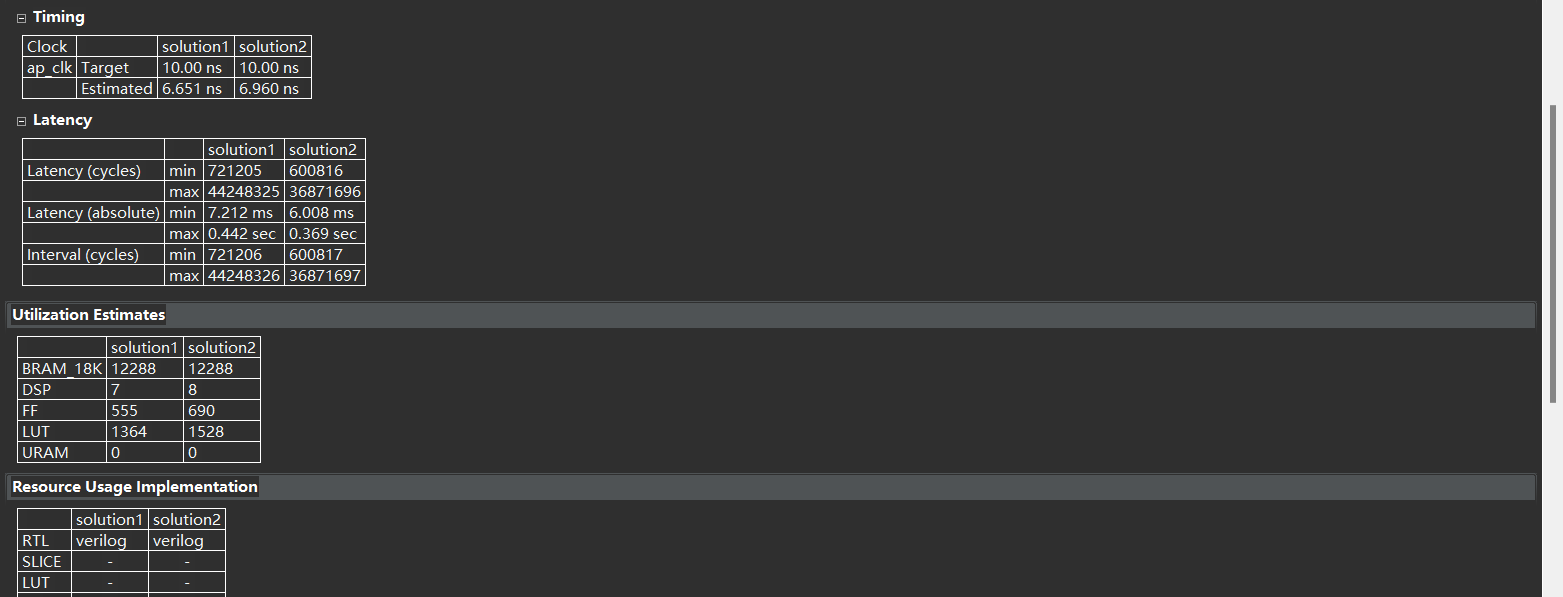 Timing
Clock solution1 solution2
ap_clk Target 10.00 ns 10.00 ns
Estimated 6.651 ns 6.960 ns
Latency
solution1 solution2
Latency (cycles) min 721205 600816
max 44248325 36871696
Latency (absolute) min 7.212 ms 6.008 ms
max 0.442 sec 0.369 sec
Interval (cycles) min 721206 600817
max 44248326 36871697
Utilization Estimates
solution1 solution2
BRAM_18K 12288 12288
DSP 7 8
FF 555 690
LUT 1364 1528
URAM 0 0
Resource Usage Implementation
solution1 solution2
RTL verilog verilog
SLICE - -
LUT - -